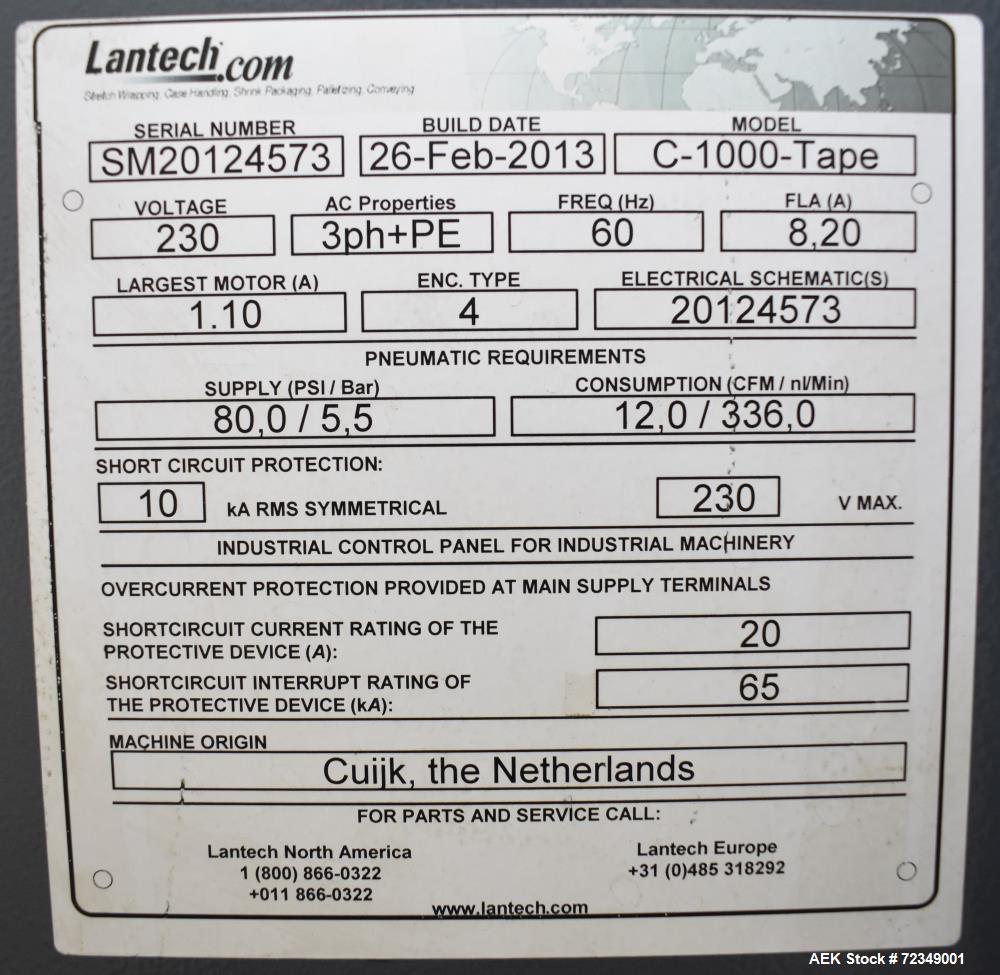 Lantech.com
Stretch Wrapping, Case Handling, Shrink Packaging, Palletizing, Conveying
SERIAL NUMBER BUILD DATE MODEL
SM20124573 26-Feb-2013 C-1000-Tape
VOLTAGE AC Properties FREQ (Hz) FLA (A)
230 3ph+PE 60 8,20
LARGEST MOTOR (A) ENC. TYPE ELECTRICAL SCHEMATIC(S)
1.10 4 20124573
PNEUMATIC REQUIREMENTS
SUPPLY (PSI / Bar) CONSUMPTION (CFM / nl/Min)
80,0 / 5,5 12,0 / 336,0
SHORT CIRCUIT PROTECTION:
10 kA RMS SYMMETRICAL 230 V MAX.
INDUSTRIAL CONTROL PANEL FOR INDUSTRIAL MACHINERY
OVERCURRENT PROTECTION PROVIDED AT MAIN SUPPLY TERMINALS
SHORTCIRCUIT CURRENT RATING OF THE
PROTECTIVE DEVICE (A): 20
SHORTCIRCUIT INTERRUPT RATING OF
THE PROTECTIVE DEVICE (kA): 65
MACHINE ORIGIN
Cuijk, the Netherlands
FOR PARTS AND SERVICE CALL:
Lantech North America Lantech Europe
1 (800) 866-0322 +31 (0)485 318292
+011 866-0322
www.lantech.com
AEK Stock # 72349001